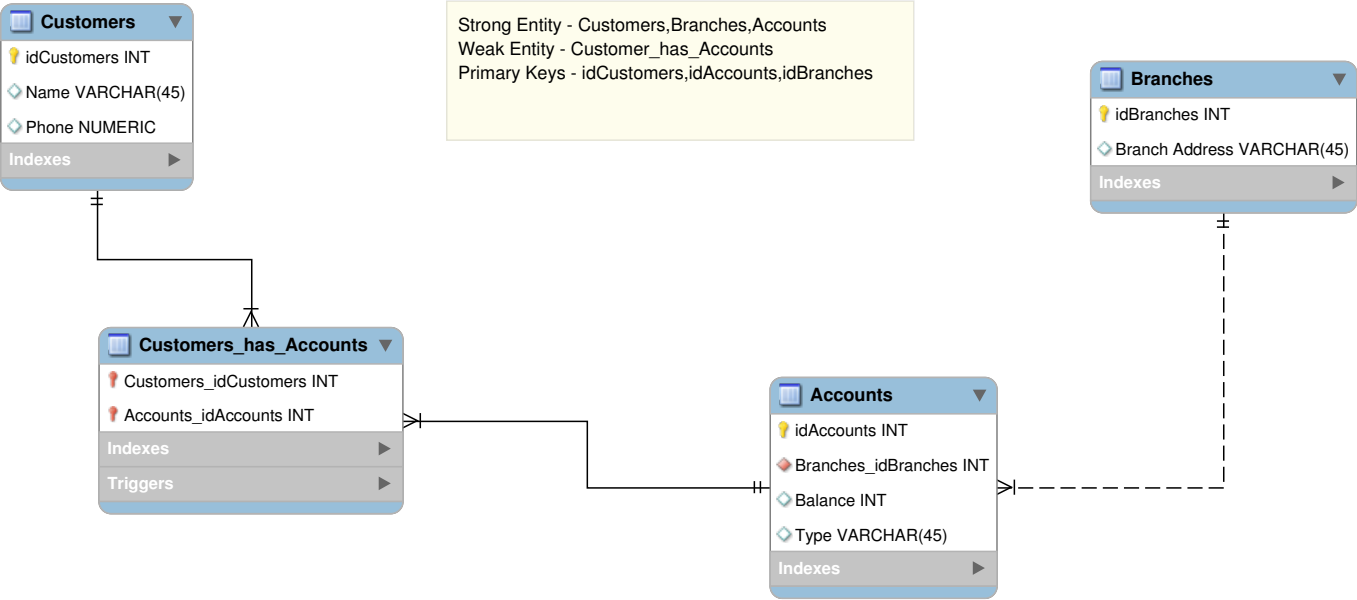 Customers
idCustomers INT
Name VARCHAR(45)
Phone NUMERIC
Indexes
Strong Entity - Customers,Branches,Accounts
Weak Entity - Customer_has_Accounts
Primary Keys - idCustomers,idAccounts,idBranches
Branches
idBranches INT
Branch Address VARCHAR(45)
Indexes
Customers_has_Accounts
Customers_idCustomers INT
Accounts_idAccounts INT
Indexes
Triggers
Accounts
idAccounts INT
Branches_idBranches INT
Balance INT
Type VARCHAR(45)
Indexes